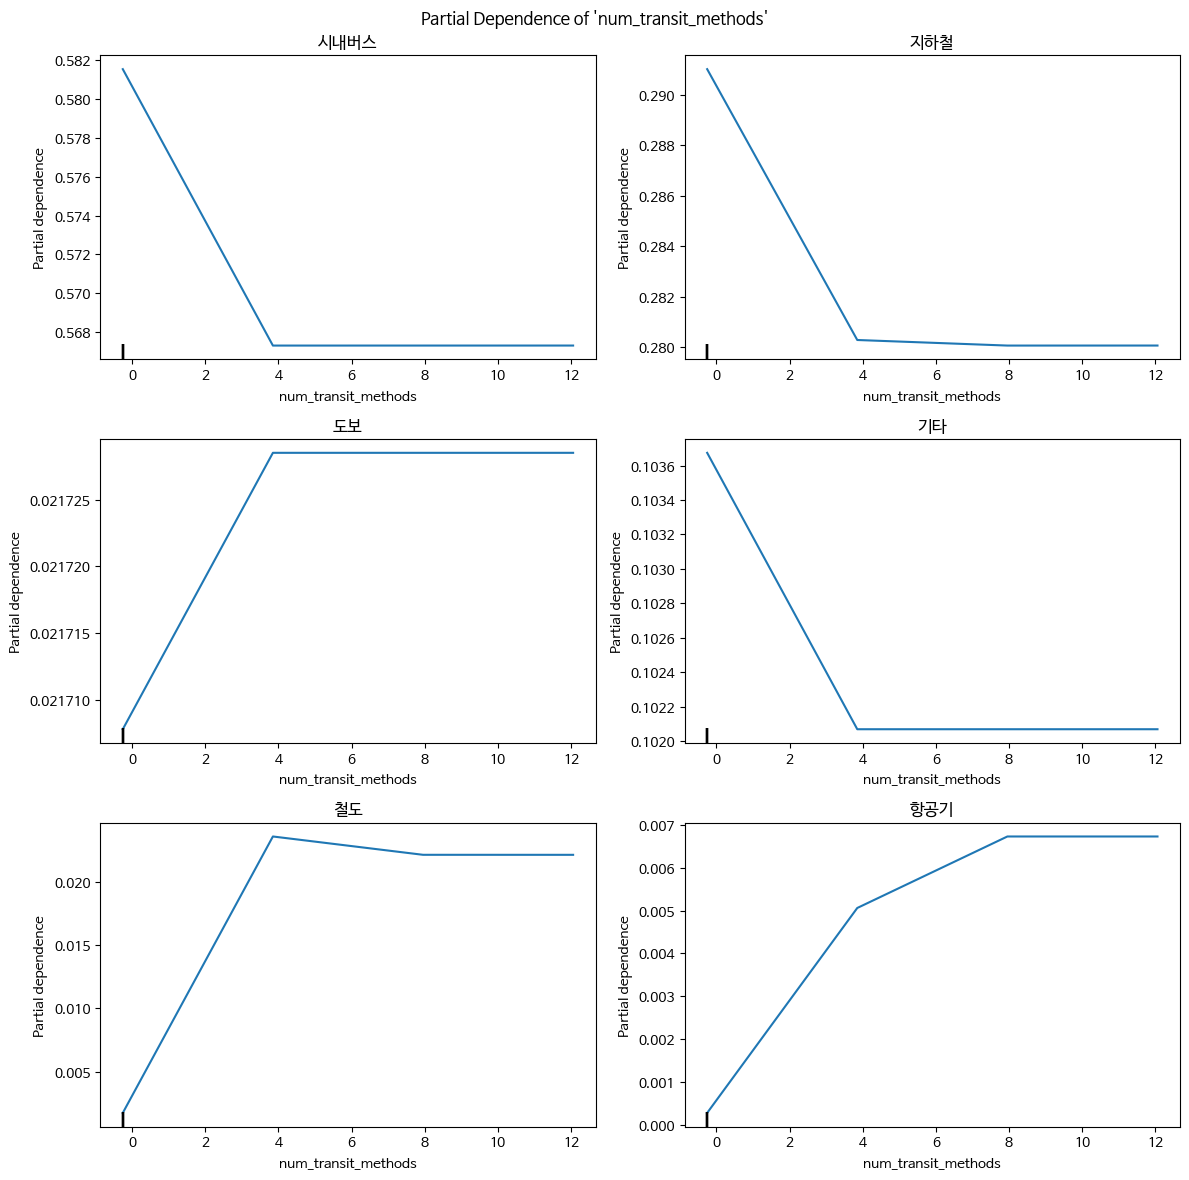 Partial Dependence of 'num_transit_methods'
시내버스
0.582
0.580
0.578
0.576
0.574
0.572
0.570
0.568
Partial dependence
0 2 4 6 8 10 12
num_transit_methods
지하철
0.290
0.288
0.286
0.284
0.282
0.280
Partial dependence
0 2 4 6 8 10 12
num_transit_methods
도보
0.021725
0.021720
0.021715
0.021710
Partial dependence
0 2 4 6 8 10 12
num_transit_methods
기타
0.1036
0.1034
0.1032
0.1030
0.1028
0.1026
0.1024
0.1022
0.1020
Partial dependence
0 2 4 6 8 10 12
num_transit_methods
철도
0.020
0.015
0.010
0.005
Partial dependence
0 2 4 6 8 10 12
num_transit_methods
항공기
0.007
0.006
0.005
0.004
0.003
0.002
0.001
0.000
Partial dependence
0 2 4 6 8 10 12
num_transit_methods